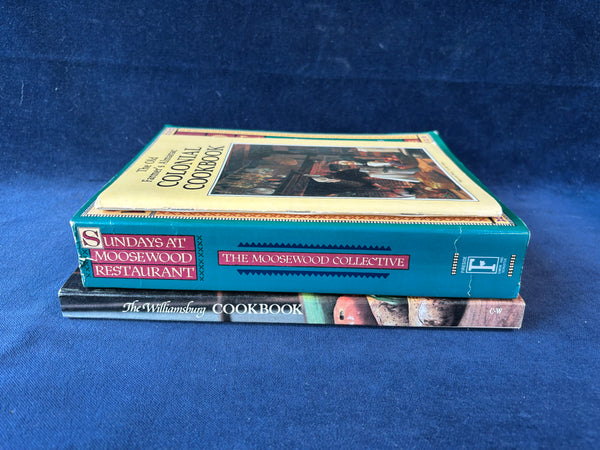 The Old
Farmer's Almanac
COLONIAL
COOKBOOK
SUNDAYS AT
MOOSEWOOD
RESTAURANT
THE MOOSEWOOD COLLECTIVE
F
The Williamsburg COOKBOOK
C-W